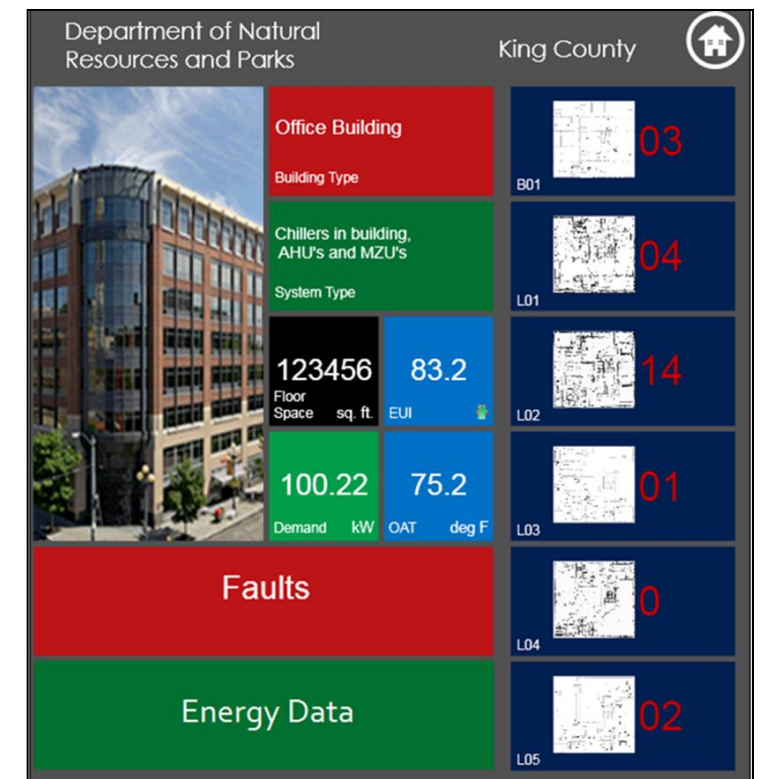 Department of Natural
Resources and Parks
King County
Office Building
Building Type
Chillers in building,
AHU's and MZU's
System Type
123456
Floor
Space sq. ft.
83.2
EUI
100.22
Demand kW
75.2
OAT deg F
Faults
Energy Data
03
B01
04
L01
14
L02
01
L03
0
L04
02
L05